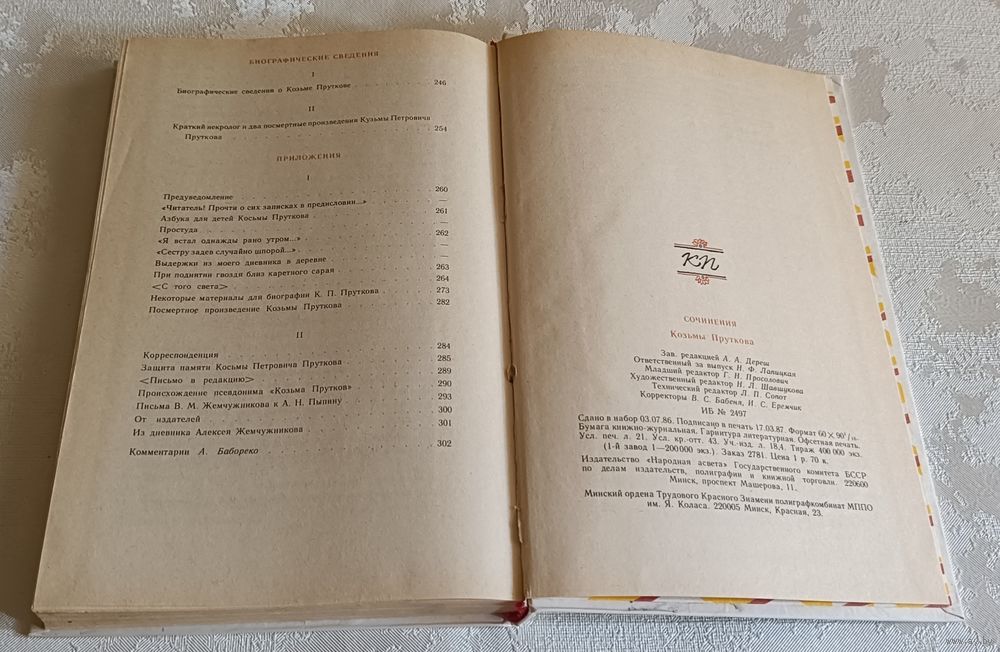 БИОГРАФИЧЕСКИЕ СВЕДЕНИЯ
I
Биографические сведения о Козьме Пруткове . . . . . . . 246
II
Краткий некролог и два посмертные произведения Кузьмы Петровича
Пруткова . . . . . . . . . . . . . . . . 254
ПРИЛОЖЕНИЯ
I
Предуведомление . . . . . . . . . . . . . . 260
«Читатель! Прочти о сих записках в предисловии...» . . . . —
Азбука для детей Косьмы Пруткова . . . . . . . . . 261
Простуда . . . . . . . . . . . . . . . . —
«Я встал однажды рано утром...» . . . . . . . . . 262
«Сестру задев случайно шпорой...» . . . . . . . . . —
Выдержки из моего дневника в деревне . . . . . . . .
При поднятии гвоздя близ каретного сарая . . . . . . . 263
<С того света> . . . . . . . . . . . . . . 264
Некоторые материалы для биографии К. П. Пруткова . . . . 273
Посмертное произведение Козьмы Пруткова . . . . . . . 282
II
Корреспонденция . . . . . . . . . . . . . . 284
Защита памяти Косьмы Петровича Пруткова . . . . . . . 285
<Письмо в редакцию> . . . . . . . . . . . . . 289
Происхождение псевдонима «Козьма Прутков» . . . . . . 290
Письма В. М. Жемчужникова к А. Н. Пыпину . . . . . . 293
От издателей . . . . . . . . . . . . . . . 300
Из дневника Алексея Жемчужникова . . . . . . . . . 301
Комментарии А. Бабореко . . . . . . . . . . . 302
КП
СОЧИНЕНИЯ
Козьмы Пруткова
Зав. редакцией А. А. Дереш
Ответственный за выпуск Н. Ф. Лапицкая
Младший редактор Г. Н. Просолович
Художественный редактор Н. Л. Шавшукова
Технический редактор Л. П. Сопот
Корректоры В. С. Бабеня, И. С. Еремчик
ИБ № 2497
Сдано в набор 03.07.86. Подписано в печать 17.03.87. Формат 60 × 90¹/₁₆.
Бумага книжно-журнальная. Гарнитура литературная. Офсетная печать.
Усл. печ. л. 21. Усл. кр.-отт. 43. Уч.-изд. л. 18,4. Тираж 400 000 экз.
(1-й завод 1—200 000 экз.). Заказ 2781. Цена 1 р. 70 к.
Издательство «Народная асвета» Государственного комитета БССР
по делам издательств, полиграфии и книжной торговли. 220600
Минск, проспект Машерова, 11.
Минский ордена Трудового Красного Знамени полиграфкомбинат МППО
им. Я. Коласа. 220005 Минск, Красная, 23.